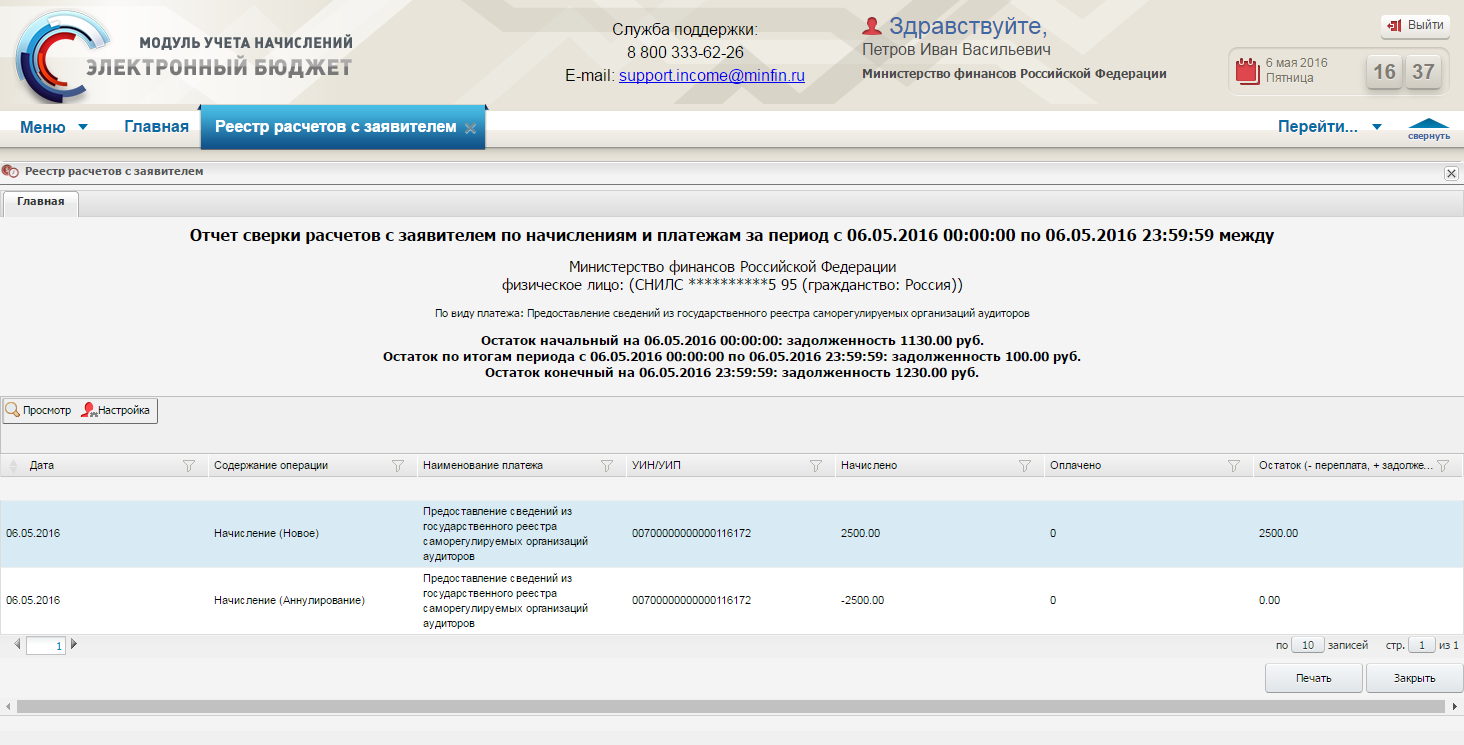 МОДУЛЬ УЧЕТА НАЧИСЛЕНИЙ
ЭЛЕКТРОННЫЙ БЮДЖЕТ
Служба поддержки:
8 800 333-62-26
E-mail: support.income@minfin.ru
Здравствуйте,
Петров Иван Васильевич
Министерство финансов Российской Федерации
Выйти
6 мая 2016
Пятница
16 37
Меню Главная Реестр расчетов с заявителем Перейти... свернуть
Реестр расчетов с заявителем
Главная
Отчет сверки расчетов с заявителем по начислениям и платежам за период с 06.05.2016 00:00:00 по 06.05.2016 23:59:59 между
Министерство финансов Российской Федерации
физическое лицо: (СНИЛС **********5 95 (гражданство: Россия))
По виду платежа: Предоставление сведений из государственного реестра саморегулируемых организаций аудиторов
Остаток начальный на 06.05.2016 00:00:00: задолженность 1130.00 руб.
Остаток по итогам периода с 06.05.2016 00:00:00 по 06.05.2016 23:59:59: задолженность 100.00 руб.
Остаток конечный на 06.05.2016 23:59:59: задолженность 1230.00 руб.
Просмотр Настройка
Дата Содержание операции Наименование платежа УИН/УИП Начислено Оплачено Остаток (- переплата, + задолже...
Предоставление сведений из
государственного реестра
саморегулируемых организаций
аудиторов
06.05.2016 Начисление (Новое) 00700000000000116172 2500.00 0 2500.00
Предоставление сведений из
государственного реестра
саморегулируемых организаций
аудиторов
06.05.2016 Начисление (Аннулирование) 00700000000000116172 -2500.00 0 0.00
1 по 10 записей стр. 1 из 1
Печать Закрыть